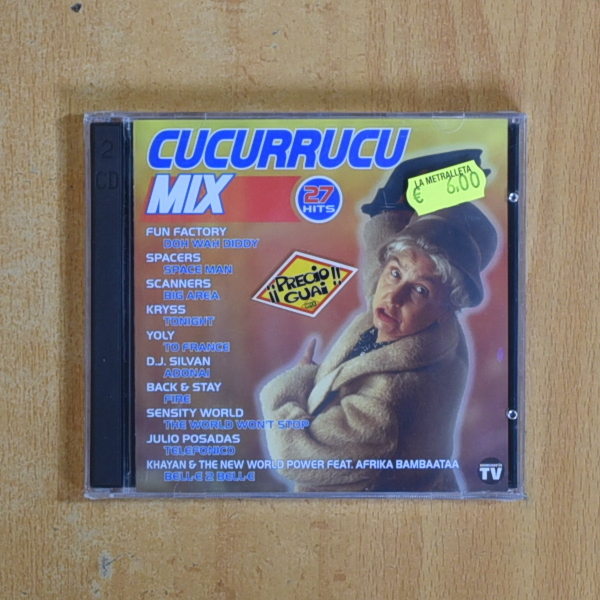 2
CD
CUCURRUCU
MIX
27
HITS
LA METRALLETA
€ 6.00
FUN FACTORY
DOH WAH DIDDY
SPACERS
SPACE MAN
SCANNERS
BIG AREA
KRYSS
TONIGHT
YOLY
TO FRANCE
D.J. SILVAN
ADONAI
BACK & STAY
FIRE
SENSITY WORLD
THE WORLD WON'T STOP
JULIO POSADAS
TELEFONICO
KHAYAN & THE NEW WORLD POWER FEAT. AFRIKA BAMBAATAA
BELL-E 2 BELL-E
¡¡PRECIO!!
GUAI
TV